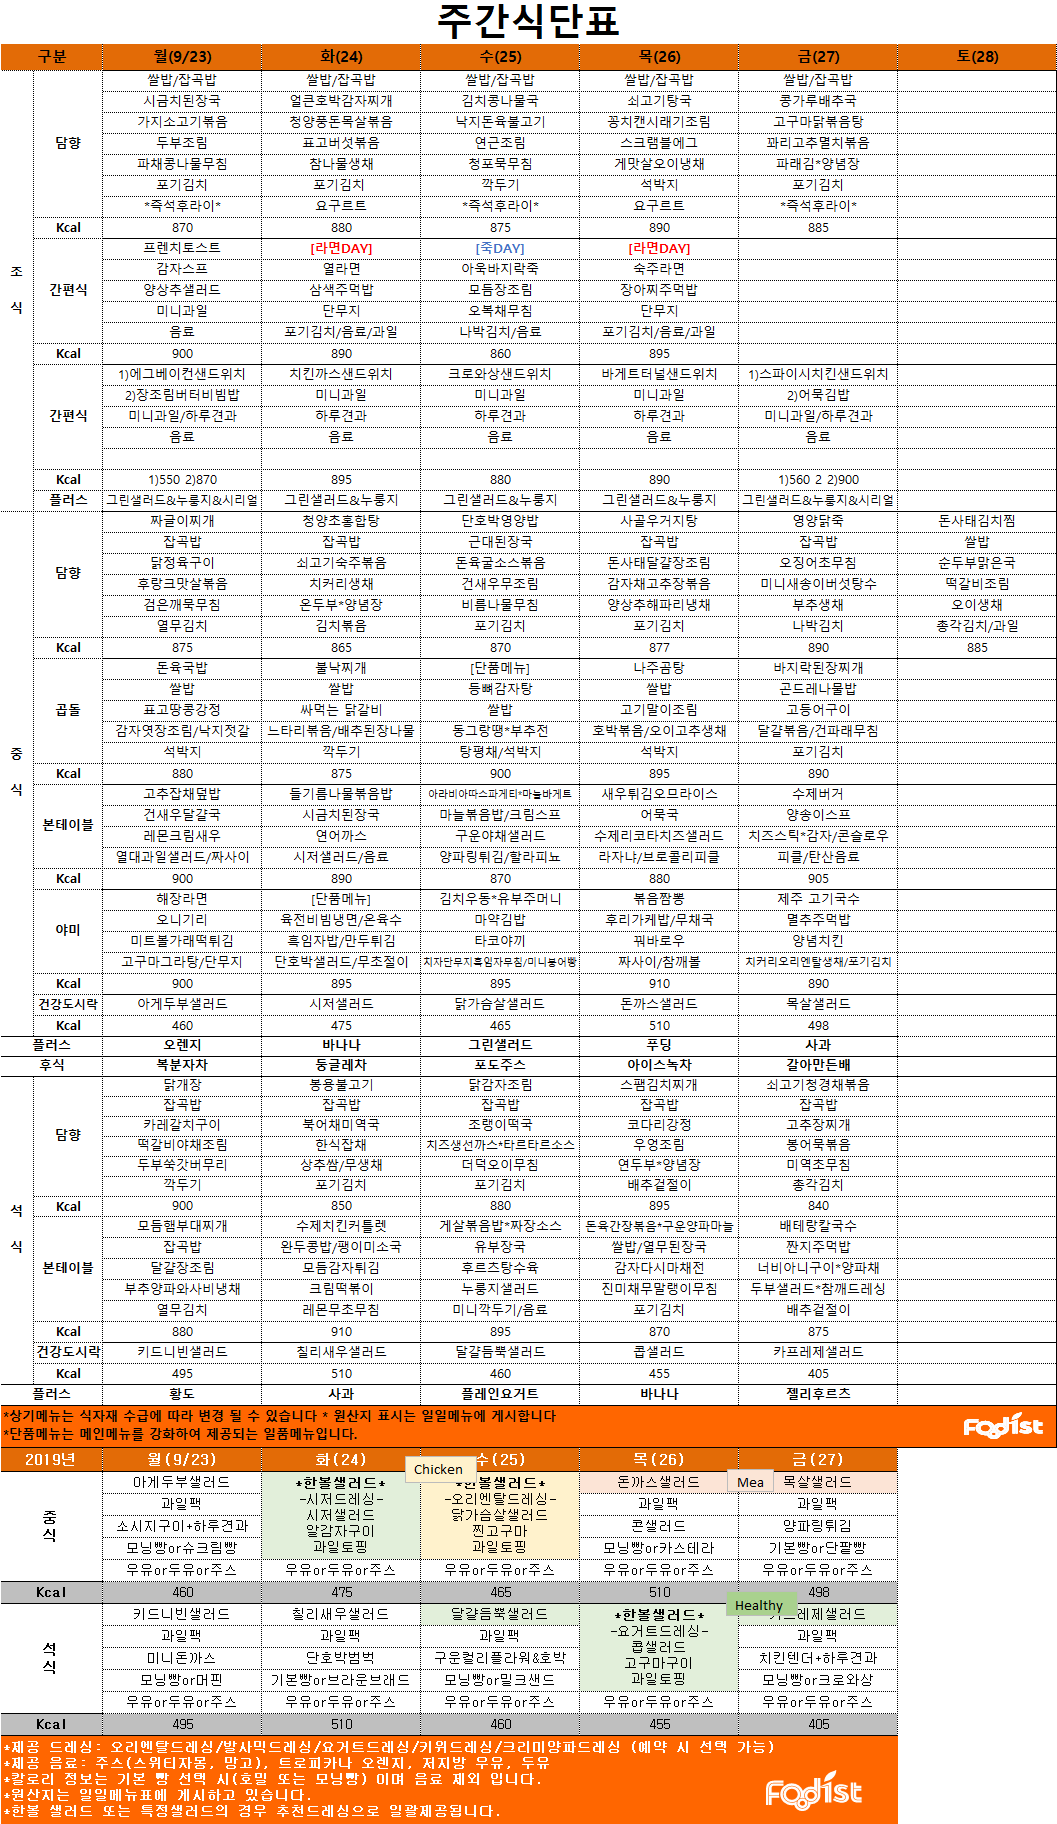 주간식단표
구분 월(9/23) 화(24) 수(25) 목(26) 금(27) 토(28)
조식
담향
쌀밥/잡곡밥 쌀밥/잡곡밥 쌀밥/잡곡밥 쌀밥/잡곡밥 쌀밥/잡곡밥
시금치된장국 얼큰호박감자찌개 김치콩나물국 쇠고기탕국 콩가루배추국
가지소고기볶음 청양풍돈목살볶음 낙지돈육불고기 꽁치캔시래기조림 고구마닭볶음탕
두부조림 표고버섯볶음 연근조림 스크램블에그 꽈리고추멸치볶음
파채콩나물무침 참나물생채 청포묵무침 게맛살오이냉채 파래김*양념장
포기김치 포기김치 깍두기 석박지 포기김치
*즉석후라이* 요구르트 *즉석후라이* 요구르트 *즉석후라이*
Kcal 870 880 875 890 885
간편식
프렌치토스트 [라면DAY] [죽DAY] [라면DAY]
감자스프 열라면 아욱바지락죽 숙주라면
양상추샐러드 삼색주먹밥 모듬장조림 장아찌주먹밥
미니과일 단무지 오복채무침 단무지
음료 포기김치/음료/과일 나박김치/음료 포기김치/음료/과일
Kcal 900 890 860 895
간편식
1)에그베이컨샌드위치 치킨까스샌드위치 크로와상샌드위치 바게트터널샌드위치 1)스파이시치킨샌드위치
2)장조림버터비빔밥 미니과일 미니과일 미니과일 2)어묵김밥
미니과일/하루견과 하루견과 하루견과 하루견과 미니과일/하루견과
음료 음료 음료 음료 음료
Kcal 1)550 2)870 895 880 890 1)560 2 2)900
플러스 그린샐러드&누룽지&시리얼 그린샐러드&누룽지 그린샐러드&누룽지 그린샐러드&누룽지 그린샐러드&누룽지&시리얼
중식
담향
짜글이찌개 청양초홍합탕 단호박영양밥 사골우거지탕 영양닭죽 돈사태김치찜
잡곡밥 잡곡밥 근대된장국 잡곡밥 잡곡밥 쌀밥
닭정육구이 쇠고기숙주볶음 돈육굴소스볶음 돈사태달걀장조림 오징어초무침 순두부맑은국
후랑크맛살볶음 치커리생채 건새우무조림 감자채고추장볶음 미니새송이버섯탕수 떡갈비조림
검은깨묵무침 온두부*양념장 비름나물무침 양상추해파리냉채 부추생채 오이생채
열무김치 김치볶음 포기김치 포기김치 나박김치 총각김치/과일
Kcal 875 865 870 877 890 885
곱돌
돈육국밥 불낙찌개 [단품메뉴] 나주곰탕 바지락된장찌개
쌀밥 쌀밥 등뼈감자탕 쌀밥 곤드레나물밥
표고땅콩강정 싸먹는 닭갈비 쌀밥 고기말이조림 고등어구이
감자엿장조림/낙지젓갈 느타리볶음/배추된장나물 동그랑땡*부추전 호박볶음/오이고추생채 달걀볶음/건파래무침
석박지 깍두기 탕평채/석박지 석박지 포기김치
Kcal 880 875 900 895 890
본테이블
고추잡채덮밥 들기름나물볶음밥 아라비아따스파게티*마늘바게트 새우튀김오므라이스 수제버거
건새우달걀국 시금치된장국 마늘볶음밥/크림스프 어묵국 양송이스프
레몬크림새우 연어까스 구운야채샐러드 수제리코타치즈샐러드 치즈스틱*감자/콘슬로우
열대과일샐러드/짜사이 시저샐러드/음료 양파링튀김/할라피뇨 라자냐/브로콜리피클 피클/탄산음료
Kcal 900 890 870 880 905
야미
해장라면 [단품메뉴] 김치우동*유부주머니 볶음짬뽕 제주 고기국수
오니기리 육전비빔냉면/온육수 마약김밥 후리가케밥/무채국 멸추주먹밥
미트볼가래떡튀김 흑임자밥/만두튀김 타코야끼 꿔바로우 양념치킨
고구마그라탕/단무지 단호박샐러드/무초절이 치자단무지흑임자무침/미니붕어빵 짜사이/참깨볼 치커리오리엔탈생채/포기김치
Kcal 900 895 895 910 890
건강도시락 아게두부샐러드 시저샐러드 닭가슴살샐러드 돈까스샐러드 목살샐러드
Kcal 460 475 465 510 498
플러스 오렌지 바나나 그린샐러드 푸딩 사과
후식 복분자차 둥글레차 포도주스 아이스녹차 갈아만든배
석식
담향
닭개장 봉용불고기 닭감자조림 스팸김치찌개 쇠고기청경채볶음
잡곡밥 잡곡밥 잡곡밥 잡곡밥 잡곡밥
카레갈치구이 북어채미역국 조랭이떡국 코다리강정 고추장찌개
떡갈비야채조림 한식잡채 치즈생선까스*타르타르소스 우엉조림 봉어묵볶음
두부쑥갓버무리 상추쌈/무생채 더덕오이무침 연두부*양념장 미역초무침
깍두기 포기김치 포기김치 배추겉절이 총각김치
Kcal 900 850 880 895 840
본테이블
모듬햄부대찌개 수제치킨커틀렛 게살볶음밥*짜장소스 돈육간장볶음*구운양파마늘 배테랑칼국수
잡곡밥 완두콩밥/팽이미소국 유부장국 쌀밥/열무된장국 짠지주먹밥
달걀장조림 모듬감자튀김 후르츠탕수육 감자다시마채전 너비아니구이*양파채
부추양파와사비냉채 크림떡볶이 누룽지샐러드 진미채무말랭이무침 두부샐러드*참깨드레싱
열무김치 레몬무초무침 미니깍두기/음료 포기김치 배추겉절이
Kcal 880 910 895 870 875
건강도시락 키드니빈샐러드 칠리새우샐러드 달걀듬뿍샐러드 콥샐러드 카프레제샐러드
Kcal 495 510 460 455 405
플러스 황도 사과 플레인요거트 바나나 젤리후르츠
*상기메뉴는 식자재 수급에 따라 변경 될 수 있습니다 * 원산지 표시는 일일메뉴에 게시합니다
*단품메뉴는 메인메뉴를 강화하여 제공되는 일품메뉴입니다.
Fodist
2019년 월(9/23) 화(24) 수(25) 목(26) 금(27)
Chicken
Mea
중식
아게두부샐러드 *한볼샐러드* *한볼샐러드* 돈까스샐러드 목살샐러드
과일팩 -시저드레싱- -오리엔탈드레싱- 과일팩 과일팩
소시지구이+하루견과 시저샐러드 닭가슴살샐러드 콘샐러드 양파링튀김
모닝빵or슈크림빵 알감자구이 찐고구마 모닝빵or카스테라 기본빵or단팥빵
과일토핑 과일토핑
우유or두유or주스 우유or두유or주스 우유or두유or주스 우유or두유or주스 우유or두유or주스
Kcal 460 475 465 510 498
Healthy
석식
키드니빈샐러드 칠리새우샐러드 달걀듬뿍샐러드 *한볼샐러드* 레제샐러드
과일팩 과일팩 과일팩 -요거트드레싱- 과일팩
미니돈까스 단호박범벅 구운컬리플라워&호박 콥샐러드 치킨텐더+하루견과
모닝빵or머핀 기본빵or브라운브래드 모닝빵or밀크샌드 고구마구이 모닝빵or크로와상
과일토핑
우유or두유or주스 우유or두유or주스 우유or두유or주스 우유or두유or주스 우유or두유or주스
Kcal 495 510 460 455 405
*제공 드레싱: 오리엔탈드레싱/발사믹드레싱/요거트드레싱/키위드레싱/크리미양파드레싱 (예약 시 선택 가능)
*제공 음료: 주스(스위티자몽, 망고), 트로피카나 오렌지, 저지방 우유, 두유
*칼로리 정보는 기본 빵 선택 시(호밀 또는 모닝빵) 이며 음료 제외 입니다.
*원산지는 일일메뉴표에 게시하고 있습니다.
*한볼 샐러드 또는 특정샐러드의 경우 추천드레싱으로 일괄제공됩니다.
Fodist